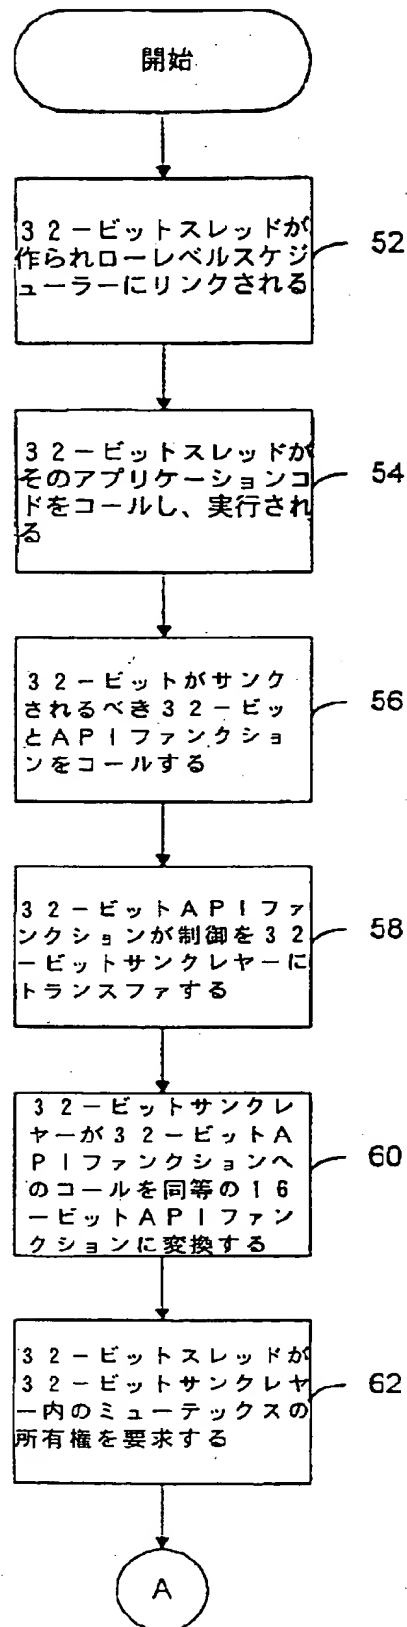 開始
32-ビットスレッドが
作られローレベルスケジ
ューラーにリンクされる
52
32-ビットスレッドが
そのアプリケーションコ
ドをコールし、実行され
る
54
32-ビットがサンク
されるべき32-ビッ
とAPIファンクショ
ンをコールする
56
32-ビットAPIファ
ンクションが制御を32
-ビットサンクレヤーに
トランスファする
58
32-ビットサンクレ
ヤーが32-ビットA
PIファンクションへ
のコールを同等の16
-ビットAPIファン
クションに変換する
60
32-ビットスレッドが
32-ビットサンクレヤ
ー内のミューテックスの
所有権を要求する
62
A